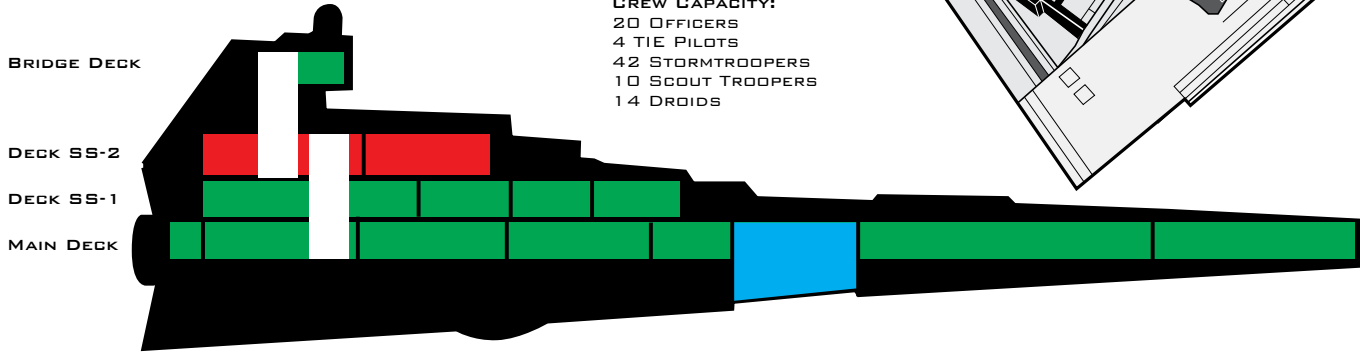 Crew Capacity:
20 Officers
4 TIE Pilots
42 Stormtroopers
10 Scout Troopers
14 Droids
Bridge Deck
Deck SS-2
Deck SS-1
Main Deck